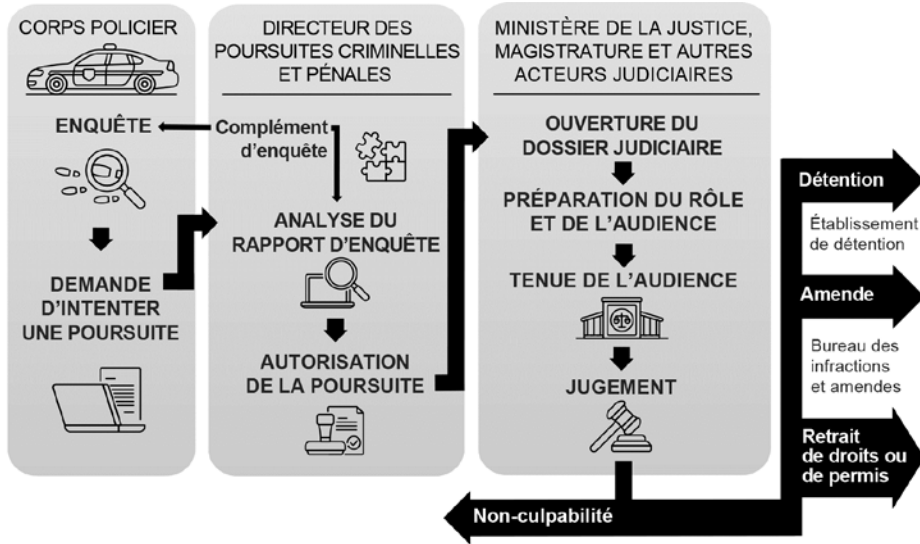 CORPS POLICIER
ENQUÊTE
DEMANDE
D'INTENTER
UNE POURSUITE
DIRECTEUR DES
POURSUITES CRIMINELLES
ET PÉNALES
Complément
d'enquête
ANALYSE DU
RAPPORT D'ENQUÊTE
AUTORISATION
DE LA POURSUITE
MINISTÈRE DE LA JUSTICE,
MAGISTRATURE ET AUTRES
ACTEURS JUDICIAIRES
OUVERTURE DU
DOSSIER JUDICIAIRE
PRÉPARATION DU RÔLE
ET DE L'AUDIENCE
TENUE DE L'AUDIENCE
JUGEMENT
Non-culpabilité
Détention
Établissement
de détention
Amende
Bureau des
infractions
et amendes
Retrait
de droits ou
de permis